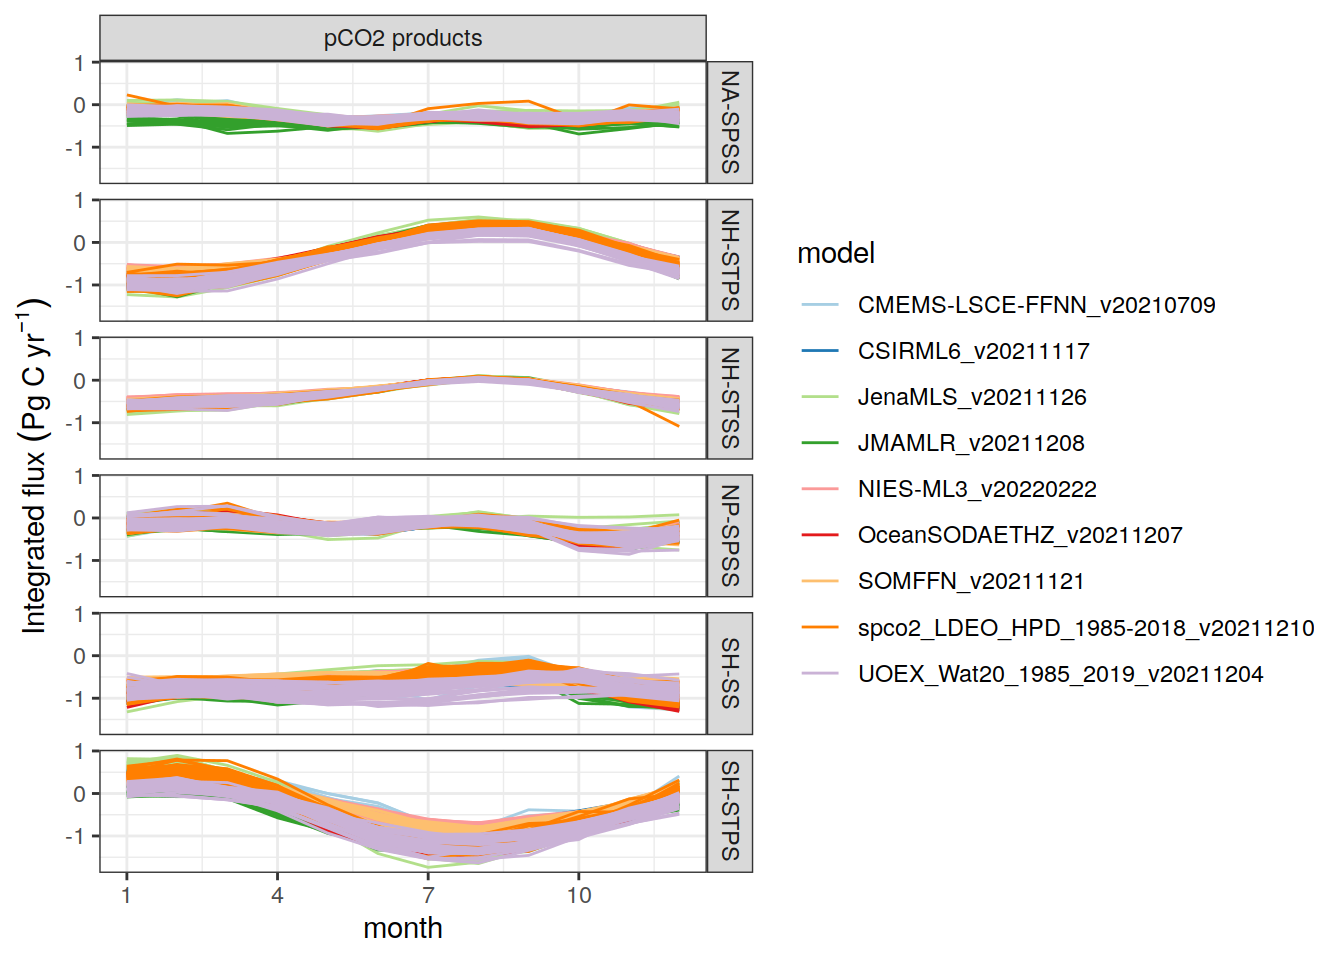 pCO2 products
1
0
-1
NA-SPSS
1
0
-1
NH-STPS
1
0
-1
NH-STSS
1
0
-1
NP-SPSS
1
0
-1
SH-SS
1
0
-1
SH-STPS
1 4 7 10
month
Integrated flux (Pg C yr⁻¹)
model
CMEMS-LSCE-FFNN_v20210709
CSIRML6_v20211117
JenaMLS_v20211126
JMAMLR_v20211208
NIES-ML3_v20220222
OceanSODAETHZ_v20211207
SOMFFN_v20211121
spco2_LDEO_HPD_1985-2018_v20211210
UOEX_Wat20_1985_2019_v20211204